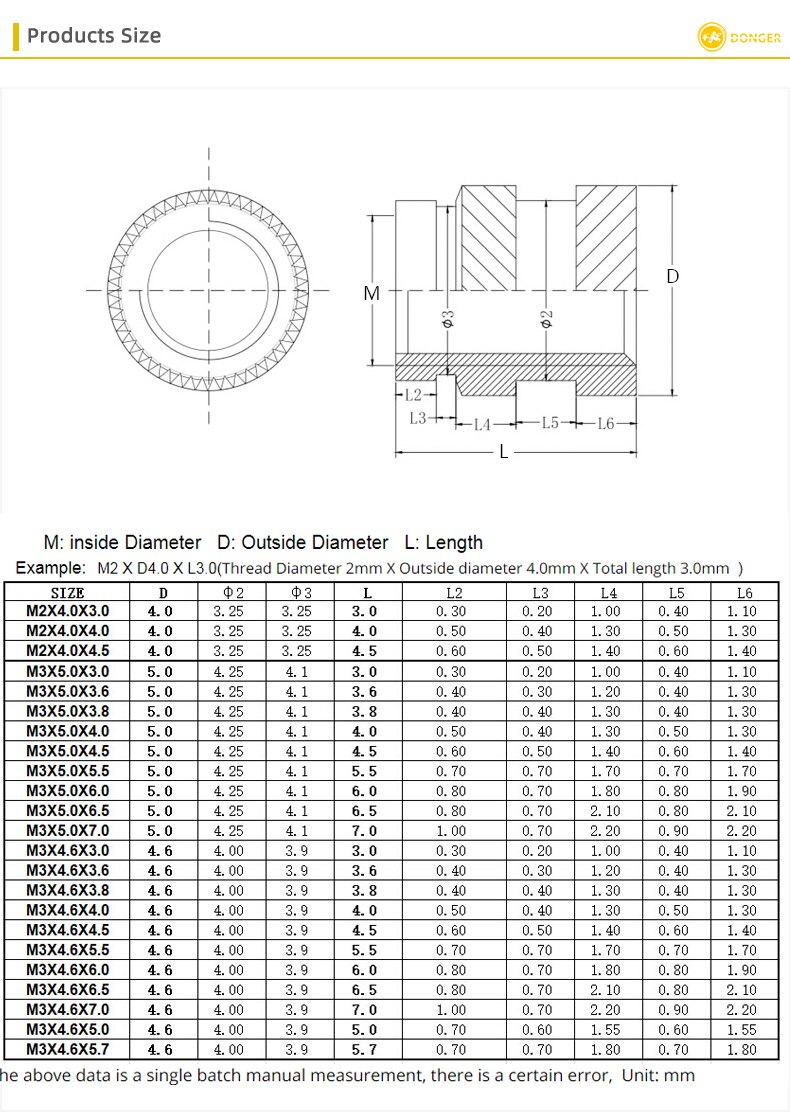 Products Size
DONGER
M
Φ3
Φ2
D
L2
L3
L4
L5
L6
L
M: inside Diameter D: Outside Diameter L: Length
Example: M2 X D4.0 X L3.0(Thread Diameter 2mm X Outside diameter 4.0mm X Total length 3.0mm )
SIZE D Φ2 Φ3 L L2 L3 L4 L5 L6
M2X4.0X3.0 4.0 3.25 3.25 3.0 0.30 0.20 1.00 0.40 1.10
M2X4.0X4.0 4.0 3.25 3.25 4.0 0.50 0.40 1.30 0.50 1.30
M2X4.0X4.5 4.0 3.25 3.25 4.5 0.60 0.50 1.40 0.60 1.40
M3X5.0X3.0 5.0 4.25 4.1 3.0 0.30 0.20 1.00 0.40 1.10
M3X5.0X3.6 5.0 4.25 4.1 3.6 0.40 0.30 1.20 0.40 1.30
M3X5.0X3.8 5.0 4.25 4.1 3.8 0.40 0.40 1.30 0.40 1.30
M3X5.0X4.0 5.0 4.25 4.1 4.0 0.50 0.40 1.30 0.50 1.30
M3X5.0X4.5 5.0 4.25 4.1 4.5 0.60 0.50 1.40 0.60 1.40
M3X5.0X5.5 5.0 4.25 4.1 5.5 0.70 0.70 1.70 0.70 1.70
M3X5.0X6.0 5.0 4.25 4.1 6.0 0.80 0.70 1.80 0.80 1.90
M3X5.0X6.5 5.0 4.25 4.1 6.5 0.80 0.70 2.10 0.80 2.10
M3X5.0X7.0 5.0 4.25 4.1 7.0 1.00 0.70 2.20 0.90 2.20
M3X4.6X3.0 4.6 4.00 3.9 3.0 0.30 0.20 1.00 0.40 1.10
M3X4.6X3.6 4.6 4.00 3.9 3.6 0.40 0.30 1.20 0.40 1.30
M3X4.6X3.8 4.6 4.00 3.9 3.8 0.40 0.40 1.30 0.40 1.30
M3X4.6X4.0 4.6 4.00 3.9 4.0 0.50 0.40 1.30 0.50 1.30
M3X4.6X4.5 4.6 4.00 3.9 4.5 0.60 0.50 1.40 0.60 1.40
M3X4.6X5.5 4.6 4.00 3.9 5.5 0.70 0.70 1.70 0.70 1.70
M3X4.6X6.0 4.6 4.00 3.9 6.0 0.80 0.70 1.80 0.80 1.90
M3X4.6X6.5 4.6 4.00 3.9 6.5 0.80 0.70 2.10 0.80 2.10
M3X4.6X7.0 4.6 4.00 3.9 7.0 1.00 0.70 2.20 0.90 2.20
M3X4.6X5.0 4.6 4.00 3.9 5.0 0.70 0.60 1.55 0.60 1.55
M3X4.6X5.7 4.6 4.00 3.9 5.7 0.70 0.70 1.80 0.70 1.80
he above data is a single batch manual measurement, there is a certain error, Unit: mm